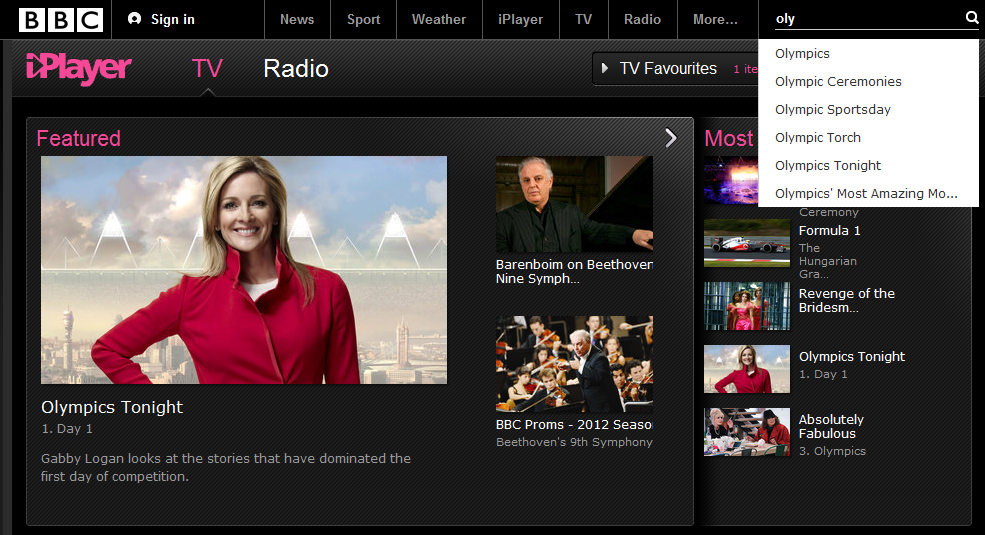 BBC
Sign in
News
Sport
Weather
iPlayer
TV
Radio
More...
oly
Olympics
Olympic Ceremonies
Olympic Sportsday
Olympic Torch
Olympics Tonight
Olympics' Most Amazing Mo...
iPlayer
TV
Radio
TV Favourites
1 ite
Featured
Olympics Tonight
1. Day 1
Gabby Logan looks at the stories that have dominated the
first day of competition.
Barenboim on Beethoven
Nine Symph...
BBC Proms - 2012 Season
Beethoven's 9th Symphony
Most
Ceremony
Formula 1
The
Hungarian
Gra...
Revenge of the
Bridesm...
Olympics Tonight
1. Day 1
Absolutely
Fabulous
3. Olympics